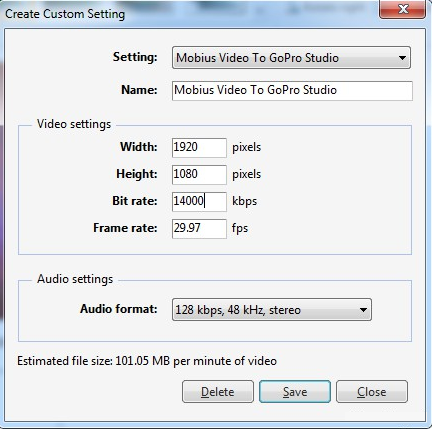 Create Custom Setting
Setting: Mobius Video To GoPro Studio
Name: Mobius Video To GoPro Studio
Video settings
Width: 1920 pixels
Height: 1080 pixels
Bit rate: 14000 kbps
Frame rate: 29.97 fps
Audio settings
Audio format: 128 kbps, 48 kHz, stereo
Estimated file size: 101.05 MB per minute of video
Delete Save Close